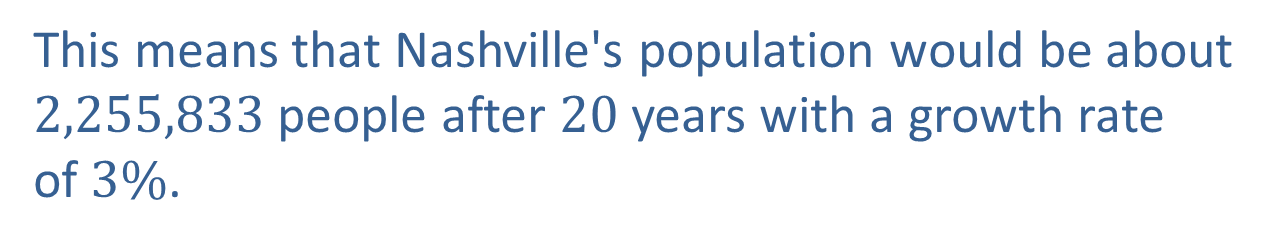 This means that Nashville's population would be about
2,255,833 people after 20 years with a growth rate
of 3%.